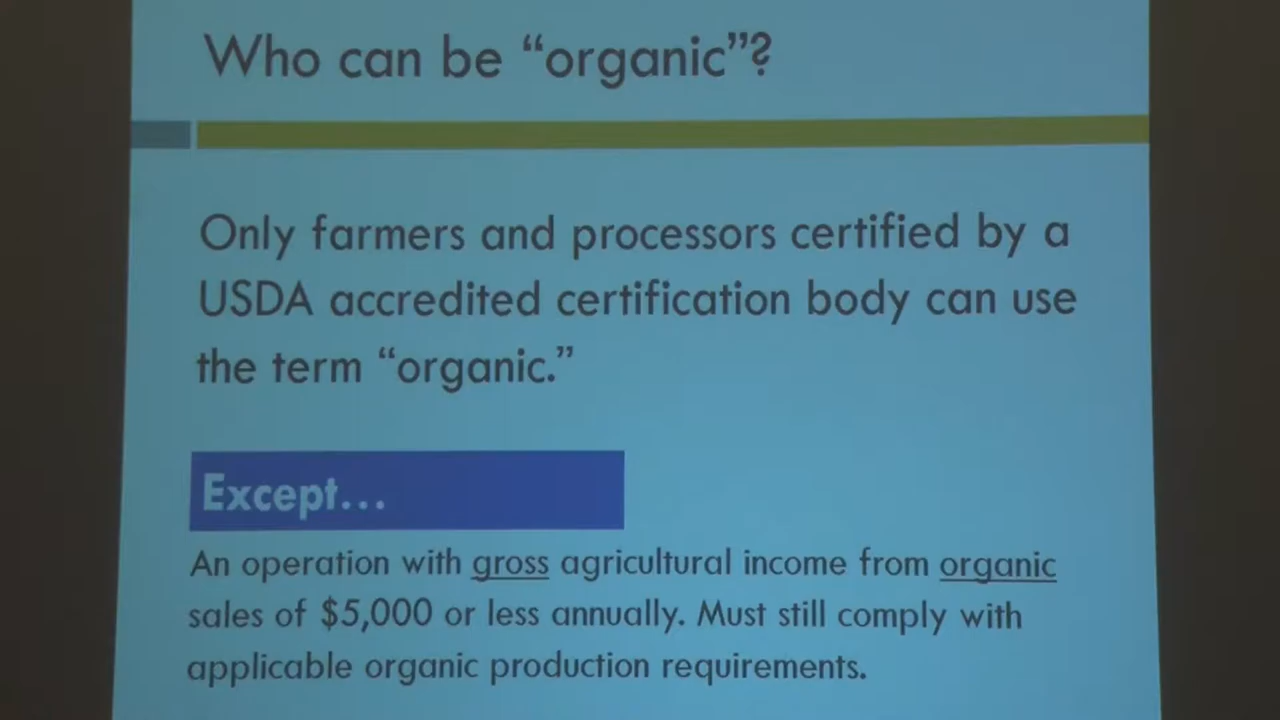 Who can be “organic”?
Only farmers and processors certified by a
USDA accredited certification body can use
the term “organic.”
Except...
An operation with gross agricultural income from organic
sales of $5,000 or less annually. Must still comply with
applicable organic production requirements.